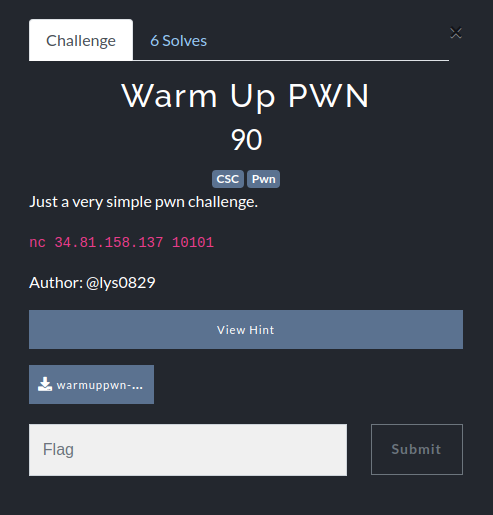 Challenge 6 Solves ×
Warm Up PWN
90
CSC Pwn
Just a very simple pwn challenge.
nc 34.81.158.137 10101
Author: @lys0829
View Hint
warmuppwn-...
Flag Submit